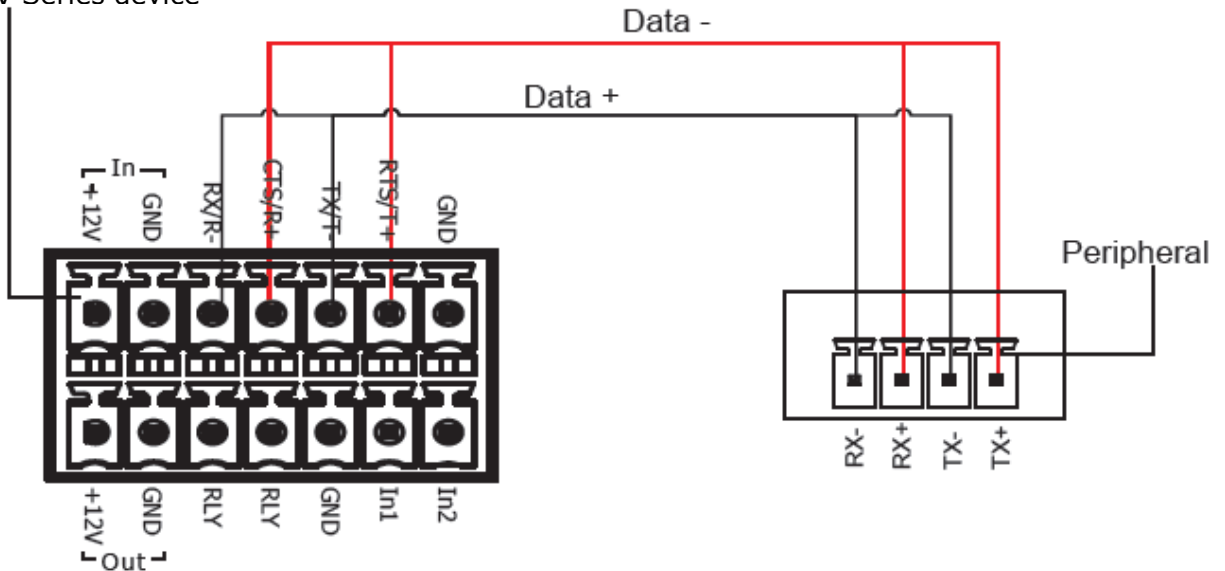 Series device
Data -
Data +
In
+12V
GND
RX/R-
CTS/R+
TX/T-
RTS/T+
GND
Peripheral
RX-
RX+
TX-
TX+
+12V
GND
RLY
RLY
GND
In1
In2
Out